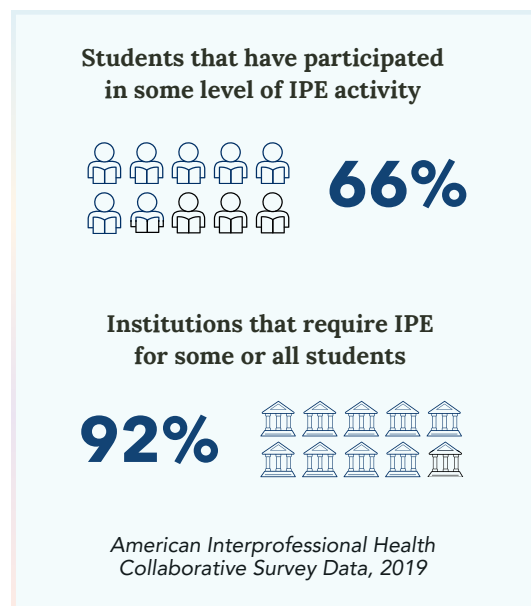 Students that have participated
in some level of IPE activity
66%
Institutions that require IPE
for some or all students
92%
American Interprofessional Health
Collaborative Survey Data, 2019